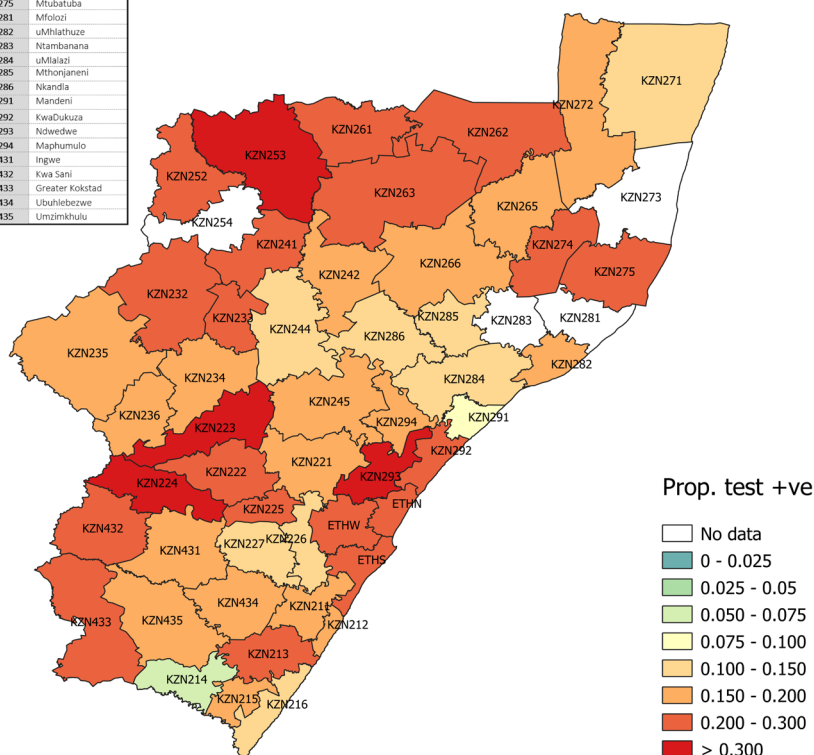 275 Mtubatuba
281 Mfolozi
282 uMhlathuze
283 Ntambanana
284 uMlalazi
285 Mthonjaneni
286 Nkandla
291 Mandeni
292 KwaDukuza
293 Ndwedwe
294 Maphumulo
431 Ingwe
432 Kwa Sani
433 Greater Kokstad
434 Ubuhlebezwe
435 Umzimkhulu
KZN271
KZN272
KZN261
KZN262
KZN253
KZN252
KZN263
KZN273
KZN265
KZN254
KZN241
KZN274
KZN266
KZN275
KZN242
KZN232
KZN233
KZN285
KZN283
KZN281
KZN244
KZN286
KZN235
KZN282
KZN234
KZN284
KZN245
KZN236
KZN291
KZN294
KZN223
KZN292
KZN221
KZN222
KZN293
KZN224
ETHN
KZN225
ETHW
KZN432
KZN226
KZN227
KZN431
ETHS
KZN434
KZN211
KZN435
KZN433
KZN212
KZN213
KZN214
KZN215
KZN216
Prop. test +ve
No data
0 - 0.025
0.025 - 0.05
0.050 - 0.075
0.075 - 0.100
0.100 - 0.150
0.150 - 0.200
0.200 - 0.300
> 0.300